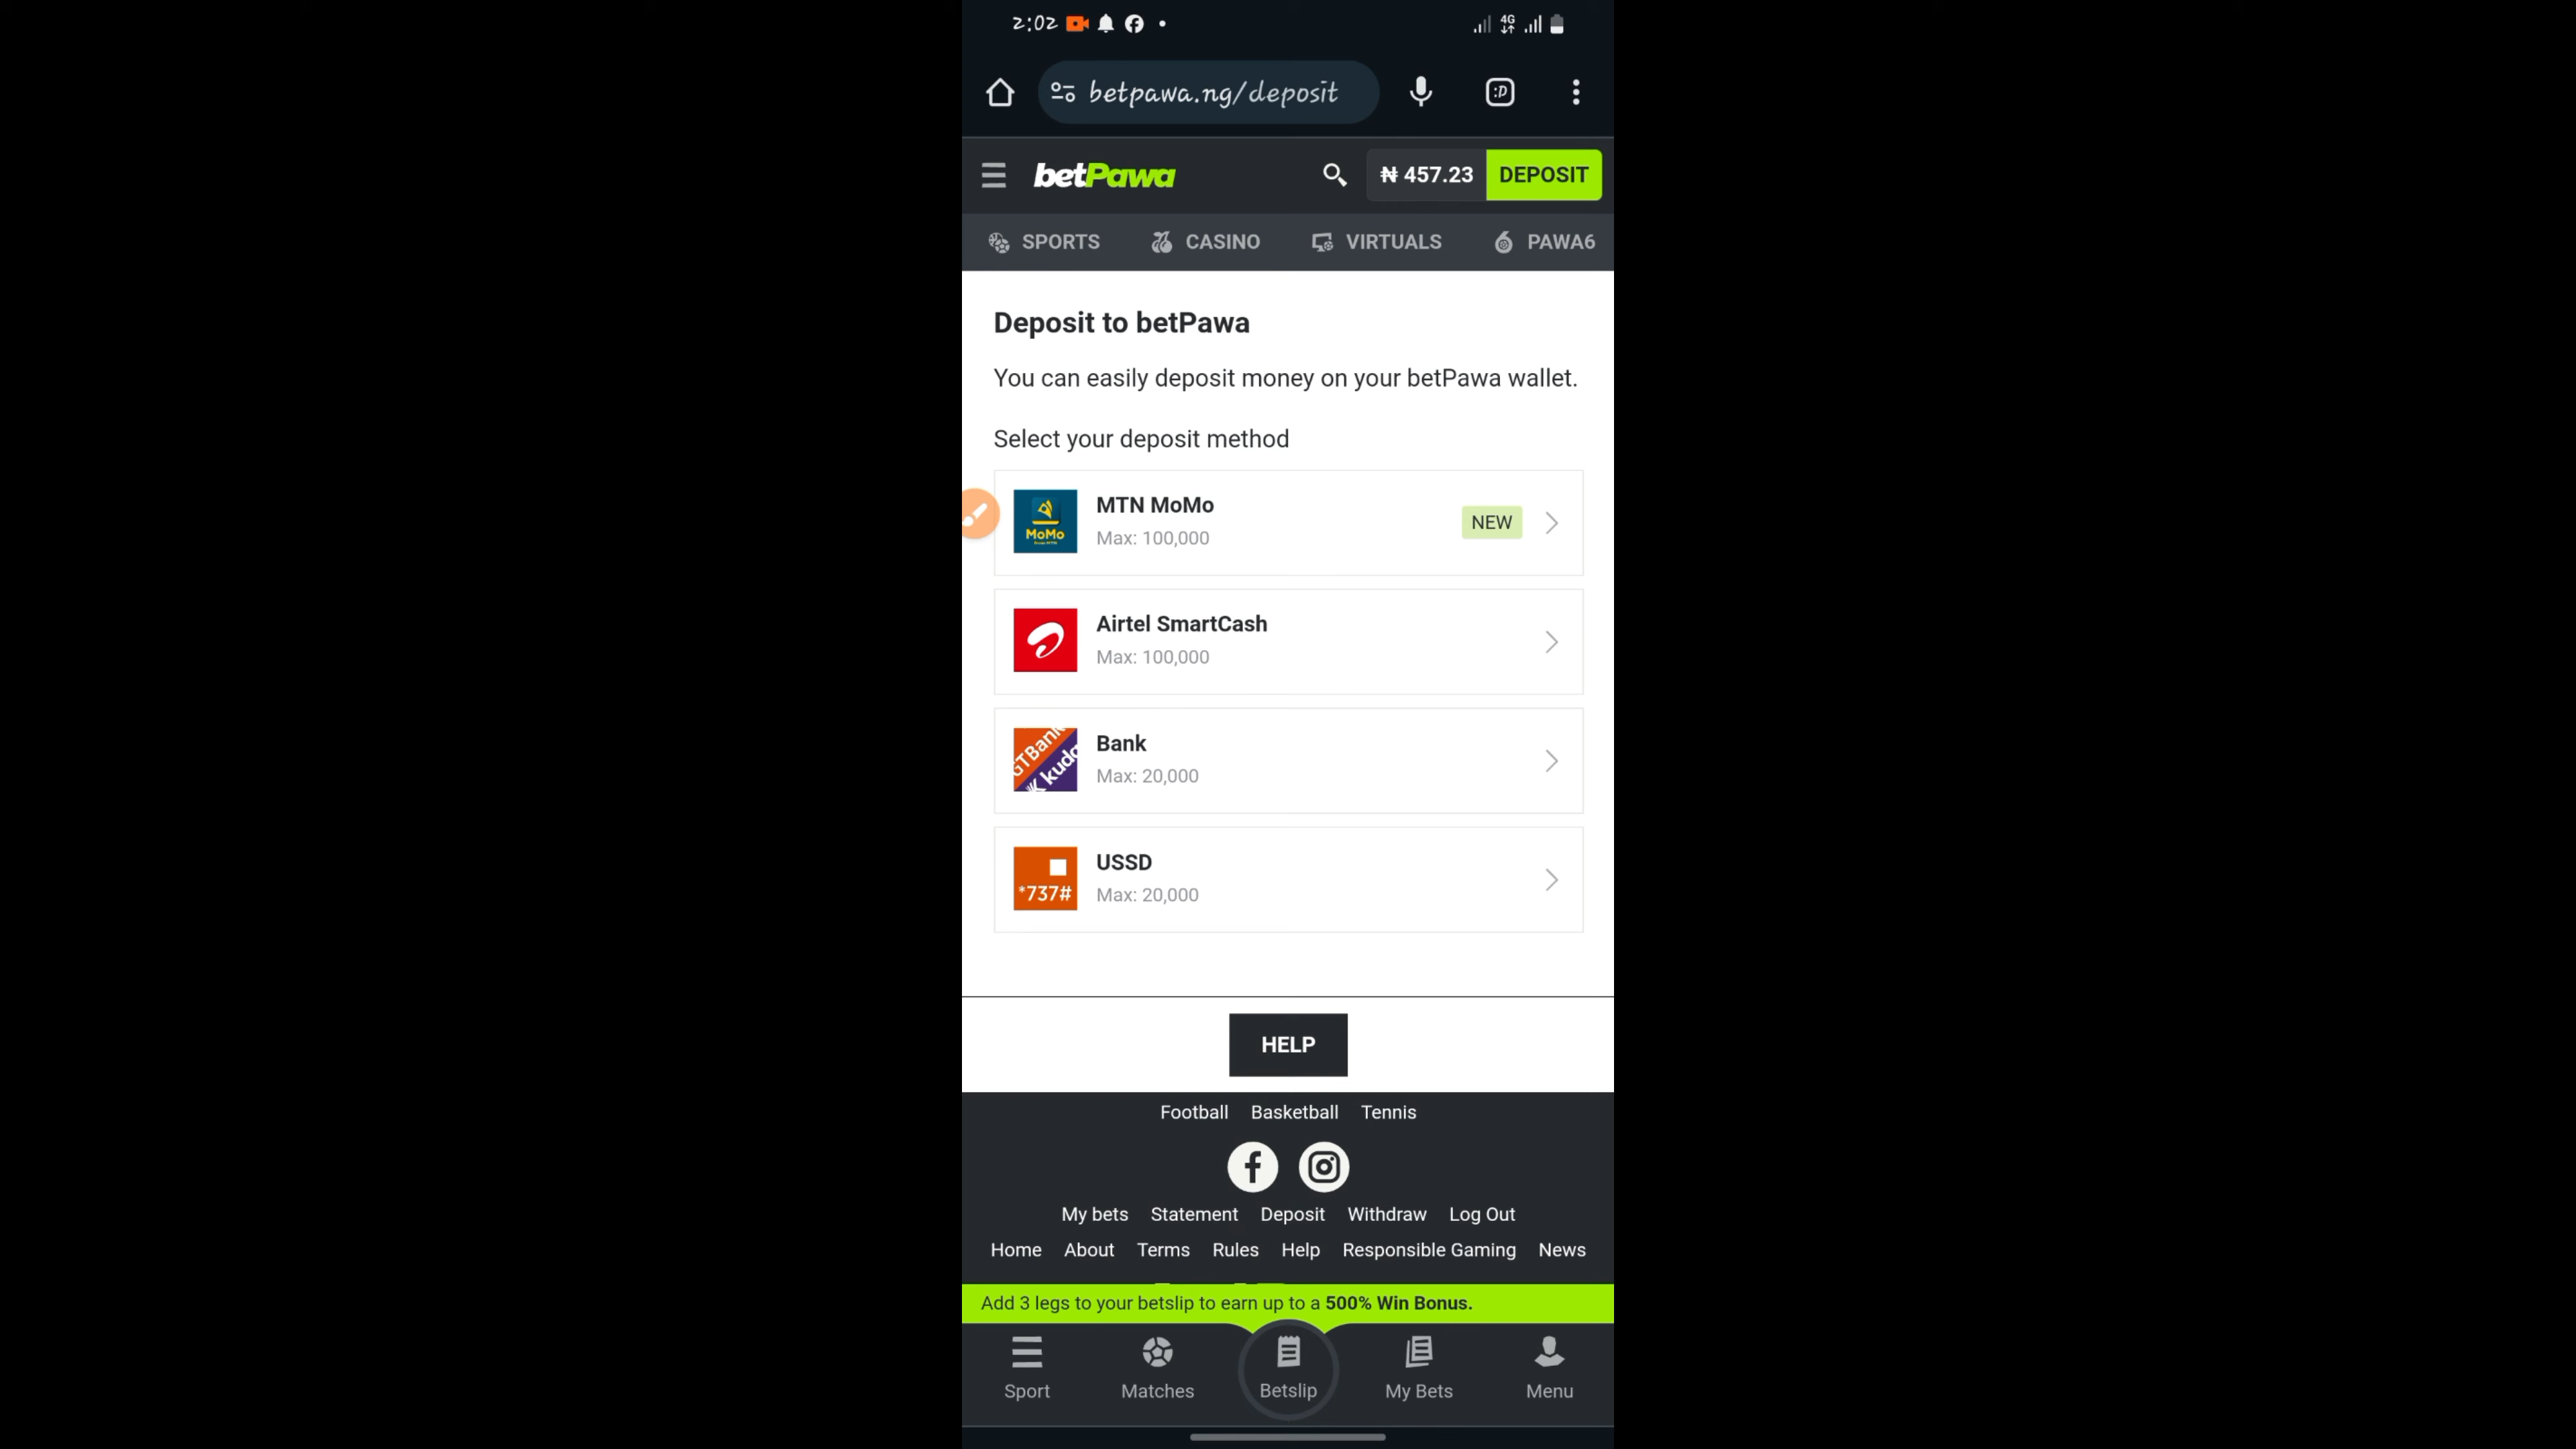 2:02
4G
betpawa.ng/deposit
:D
betPawa
₦ 457.23 DEPOSIT
SPORTS CASINO VIRTUALS PAWA6
Deposit to betPawa
You can easily deposit money on your betPawa wallet.
Select your deposit method
MoMo
MTN MoMo
Max: 100,000
NEW
Airtel SmartCash
Max: 100,000
GTBank
kuda
Bank
Max: 20,000
*737#
USSD
Max: 20,000
HELP
Football Basketball Tennis
My bets Statement Deposit Withdraw Log Out
Home About Terms Rules Help Responsible Gaming News
Add 3 legs to your betslip to earn up to a 500% Win Bonus.
Sport Matches Betslip My Bets Menu